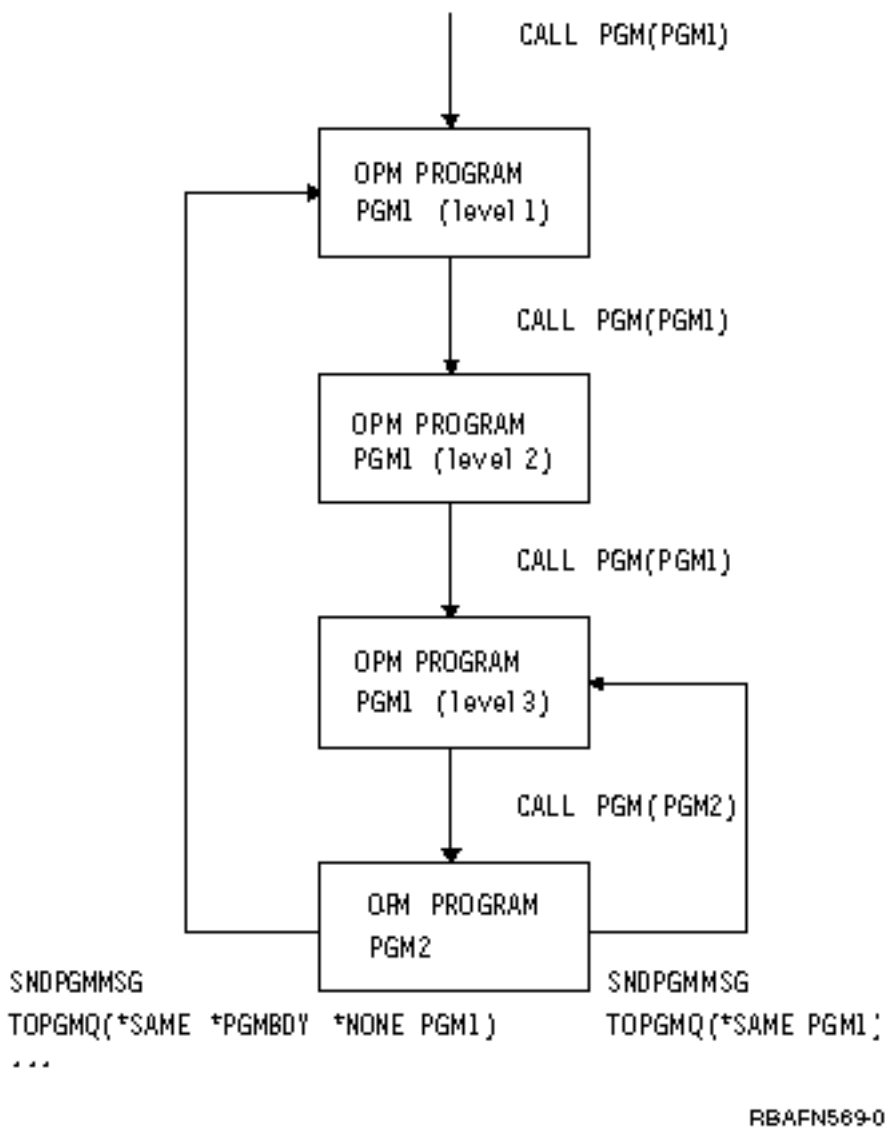 CALL PGM(PGM1)
OPM PROGRAM
PGM1 (level 1)
CALL PGM(PGM1)
OPM PROGRAM
PGM1 (level 2)
CALL PGM(PGM1)
OPM PROGRAM
PGM1 (level 3)
CALL PGM(PGM2)
OPM PROGRAM
PGM2
SNDPGMMSG
TOPGMQ(*SAME *PGMBDY *NONE PGM1)
...
SNDPGMMSG
TOPGMQ(*SAME PGM1)
RBAFN569-0